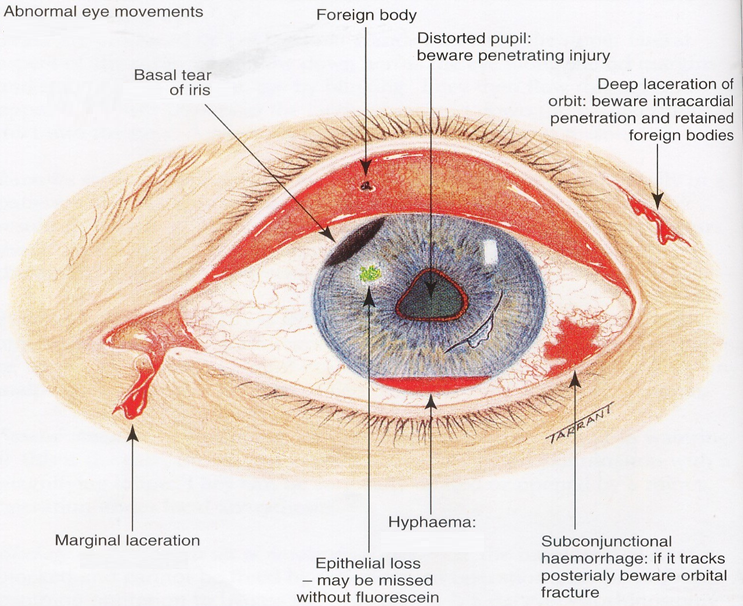 Abnormal eye movements
Foreign body
Distorted pupil:
beware penetrating injury
Basal tear
of iris
Deep laceration of
orbit: beware intracardial
penetration and retained
foreign bodies
TARRANT
Marginal laceration
Hyphaema:
Epithelial loss
– may be missed
without fluorescein
Subconjunctional
haemorrhage: if it tracks
posterialy beware orbital
fracture